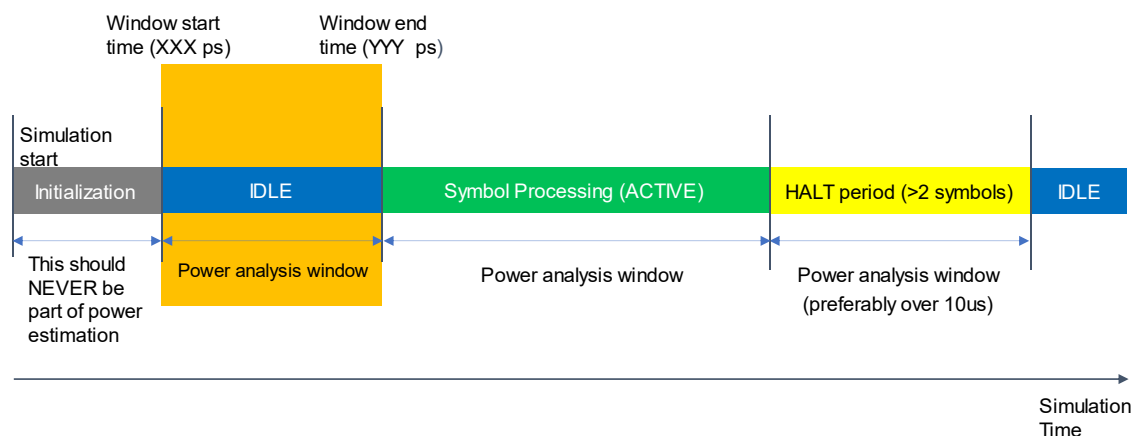 Window start
time (XXX ps)
Window end
time (YYY  ps)
Simulation
start
Initialization
IDLE
Symbol Processing (ACTIVE)
HALT period (>2 symbols)
IDLE
This should
NEVER be
part of power
estimation
Power analysis window
Power analysis window
Power analysis window
(preferably over 10us)
Simulation
Time